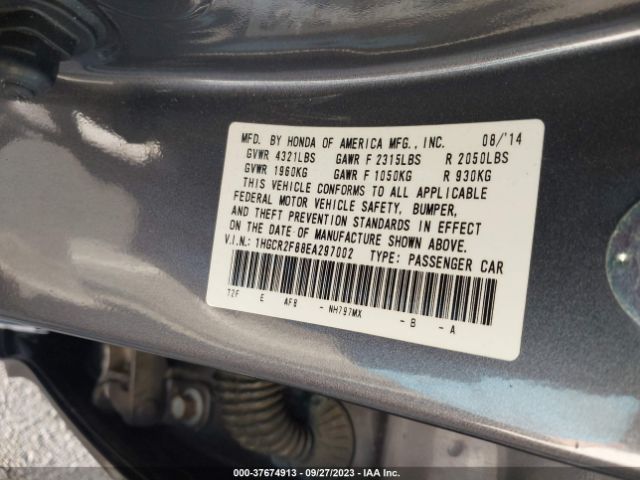 MFD. BY HONDA OF AMERICA MFG., INC. 08/'14
GVWR 4321LBS GAWR F 2315LBS R 2050LBS
GVWR 1960KG GAWR F 1050KG R 930KG
THIS VEHICLE CONFORMS TO ALL APPLICABLE
FEDERAL MOTOR VEHICLE SAFETY, BUMPER,
AND THEFT PREVENTION STANDARDS IN EFFECT
ON THE DATE OF MANUFACTURE SHOWN ABOVE.
V.I.N.: 1HGCR2F88EA297002 TYPE: PASSENGER CAR
T2F E AF8 - NH797MX - B - A
000-37674913 - 09/27/2023 - IAA Inc.